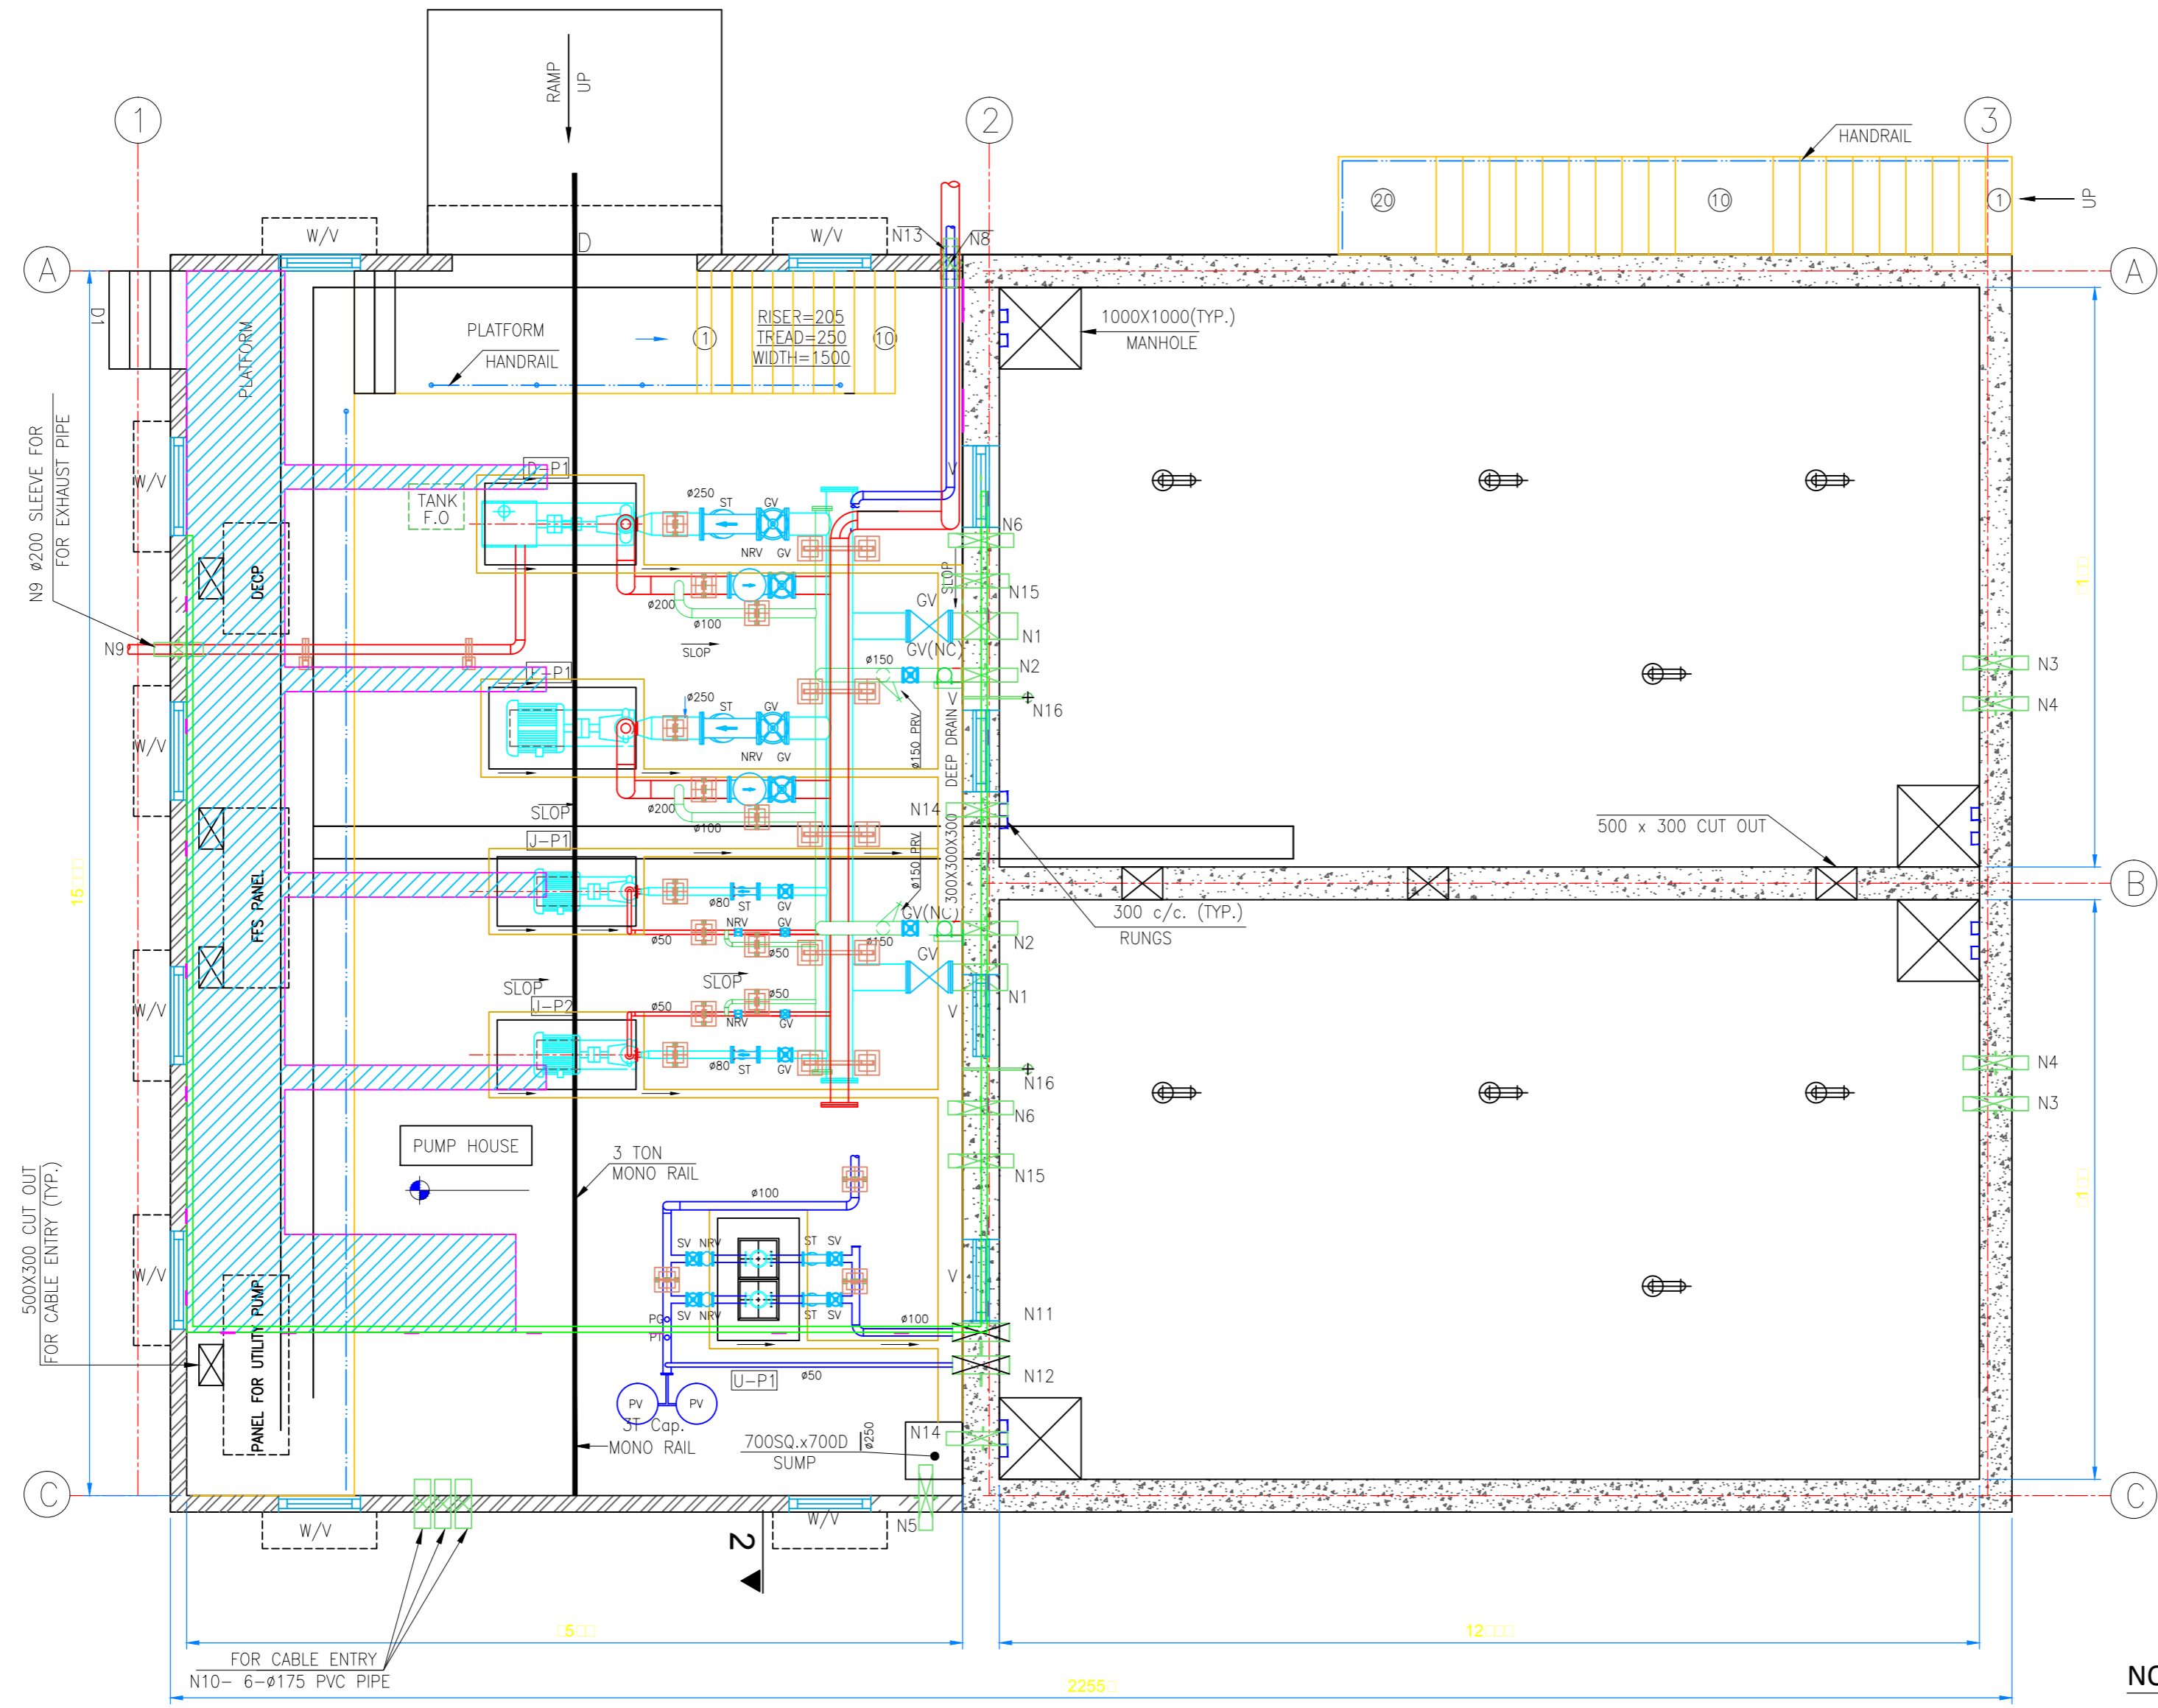 RAMP
UP
1
2
3
HANDRAIL
20
10
1
UP
W/V
W/V
N13
N8
D
A
A
D1
PLATFORM
PLATFORM
HANDRAIL
1
RISER=205
TREAD=250
WIDTH=1500
10
1000X1000(TYP.)
MANHOLE
N9 ø200 SLEEVE FOR
FOR EXHAUST PIPE
W/V
TANK
F.O
D-P1
ø250
ST
GV
NRV
GV
V
N6
DECP
ø200
ø100
SLOP
SLOP
N15
GV
N1
N9
GV(NC)
ø150
N2
N3
N4
N16
V
W/V
ø250
ST
GV
NRV
GV
ø150 PRV
300X300X300 DEEP DRAIN
SLOP
ø200
ø100
N14
500 x 300 CUT OUT
J-P1
B
FFS PANEL
ø80
ST
GV
NRV
GV
ø50
ø50
ø150 PRV
GV(NC)
ø150
300 c/c. (TYP.)
RUNGS
N2
GV
N1
SLOP
SLOP
J-P2
ø50
ø50
NRV
GV
V
W/V
ø80
ST
GV
N16
N4
N3
N6
PUMP HOUSE
3 TON
MONO RAIL
N15
500X300 CUT OUT
FOR CABLE ENTRY (TYP.)
ø100
SV
NRV
ST
SV
W/V
V
SV
NRV
ST
SV
PG
PT
ø100
N11
PANEL FOR UTILITY PUMP
U-P1
ø50
N12
PV
PV
3T Cap.
MONO RAIL
700SQ.x700D
SUMP
ø250
N14
C
C
W/V
W/V
N5
2
FOR CABLE ENTRY
N10- 6-ø175 PVC PIPE